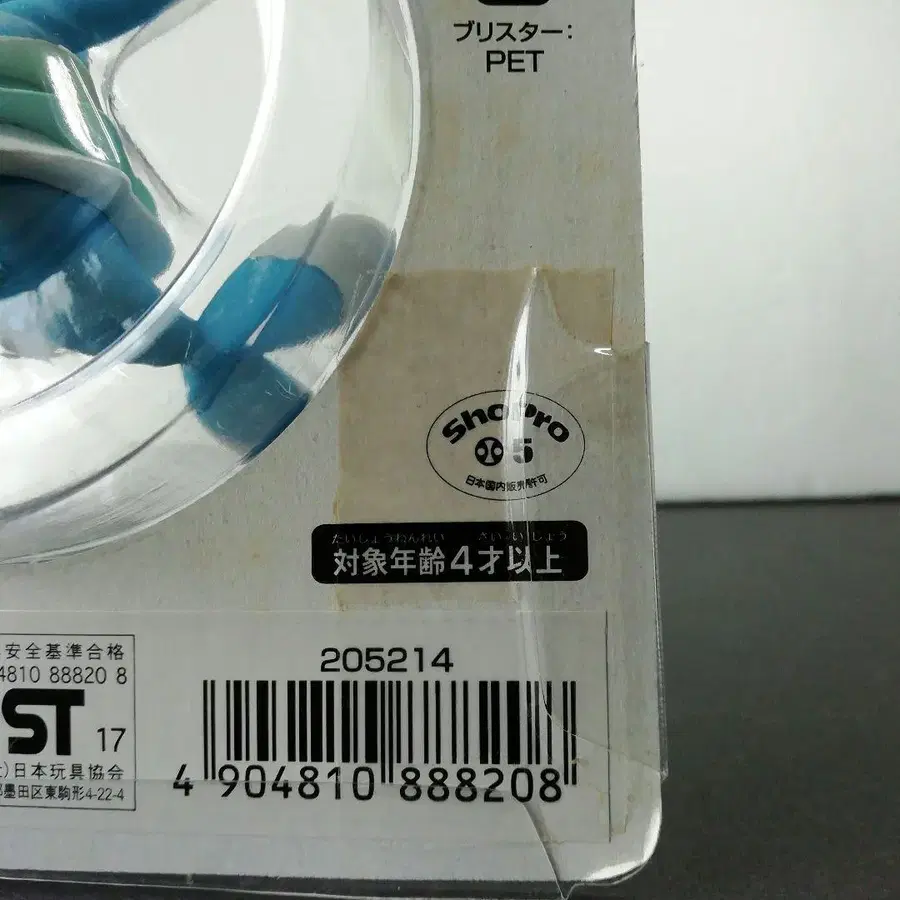 ブリスター：
PET
ShoPro
5
日本国内販売許可
たいしょうねんれい さい いじょう
対象年齢4才以上
安全基準合格
4810 88820 8
ST 17
日本玩具協会
墨田区東駒形4-22-4
205214
4 904810 888208